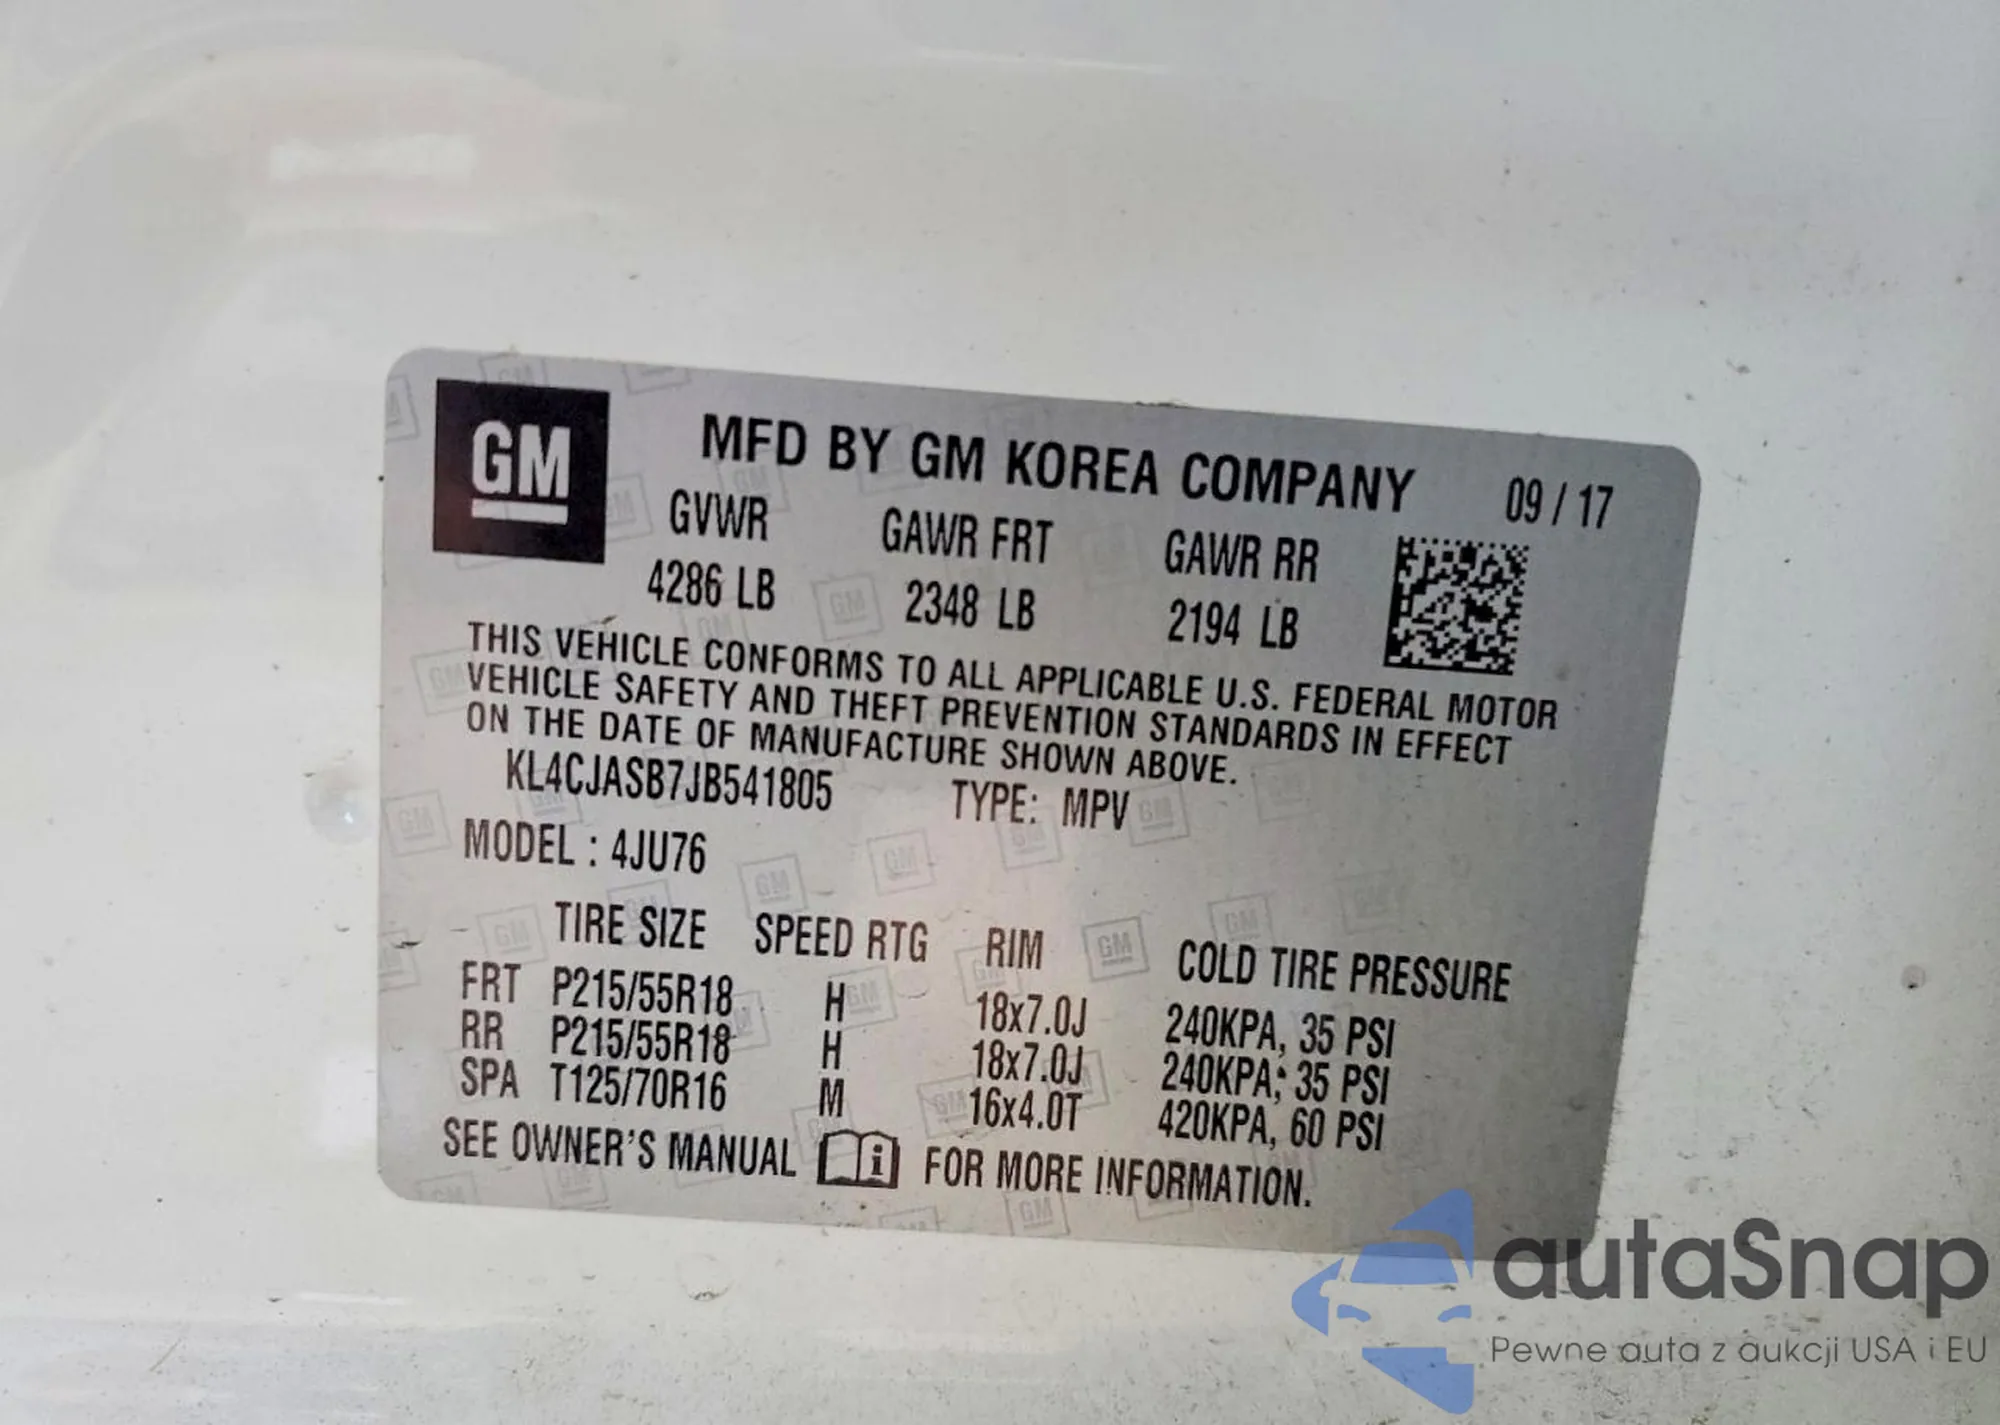 GM
MFD BY GM KOREA COMPANY 09 / 17
GVWR GAWR FRT GAWR RR
4286 LB 2348 LB 2194 LB
THIS VEHICLE CONFORMS TO ALL APPLICABLE U.S. FEDERAL MOTOR
VEHICLE SAFETY AND THEFT PREVENTION STANDARDS IN EFFECT
ON THE DATE OF MANUFACTURE SHOWN ABOVE.
KL4CJASB7JB541805 TYPE: MPV
MODEL : 4JU76
TIRE SIZE SPEED RTG RIM COLD TIRE PRESSURE
FRT P215/55R18 H 18x7.0J 240KPA, 35 PSI
RR P215/55R18 H 18x7.0J 240KPA, 35 PSI
SPA T125/70R16 M 16x4.0T 420KPA, 60 PSI
SEE OWNER'S MANUAL i FOR MORE INFORMATION.
autaSnap
Pewne auta z aukcji USA i EU